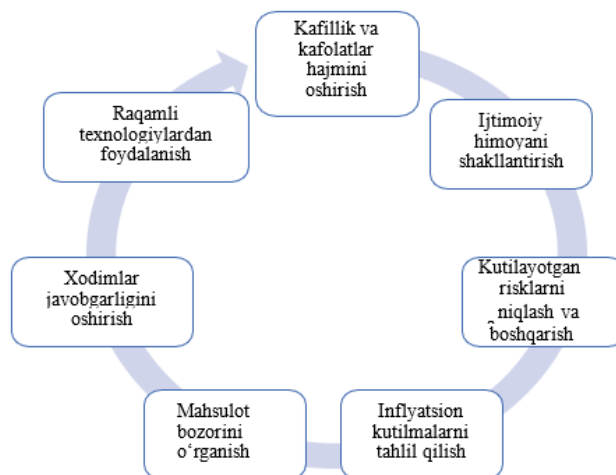 Kafillik va
kafolatlar
hajmini
oshirish
Ijtimoiy
himoyani
shakllantirish
Kutilayotgan
risklarni
niqlash va
boshqarish
Inflyatsion
kutilmalarni
tahlil qilish
Mahsulot
bozorini
o‘rganish
Xodimlar
javobgarligini
oshirish
Raqamli
texnologiylardan
foydalanish